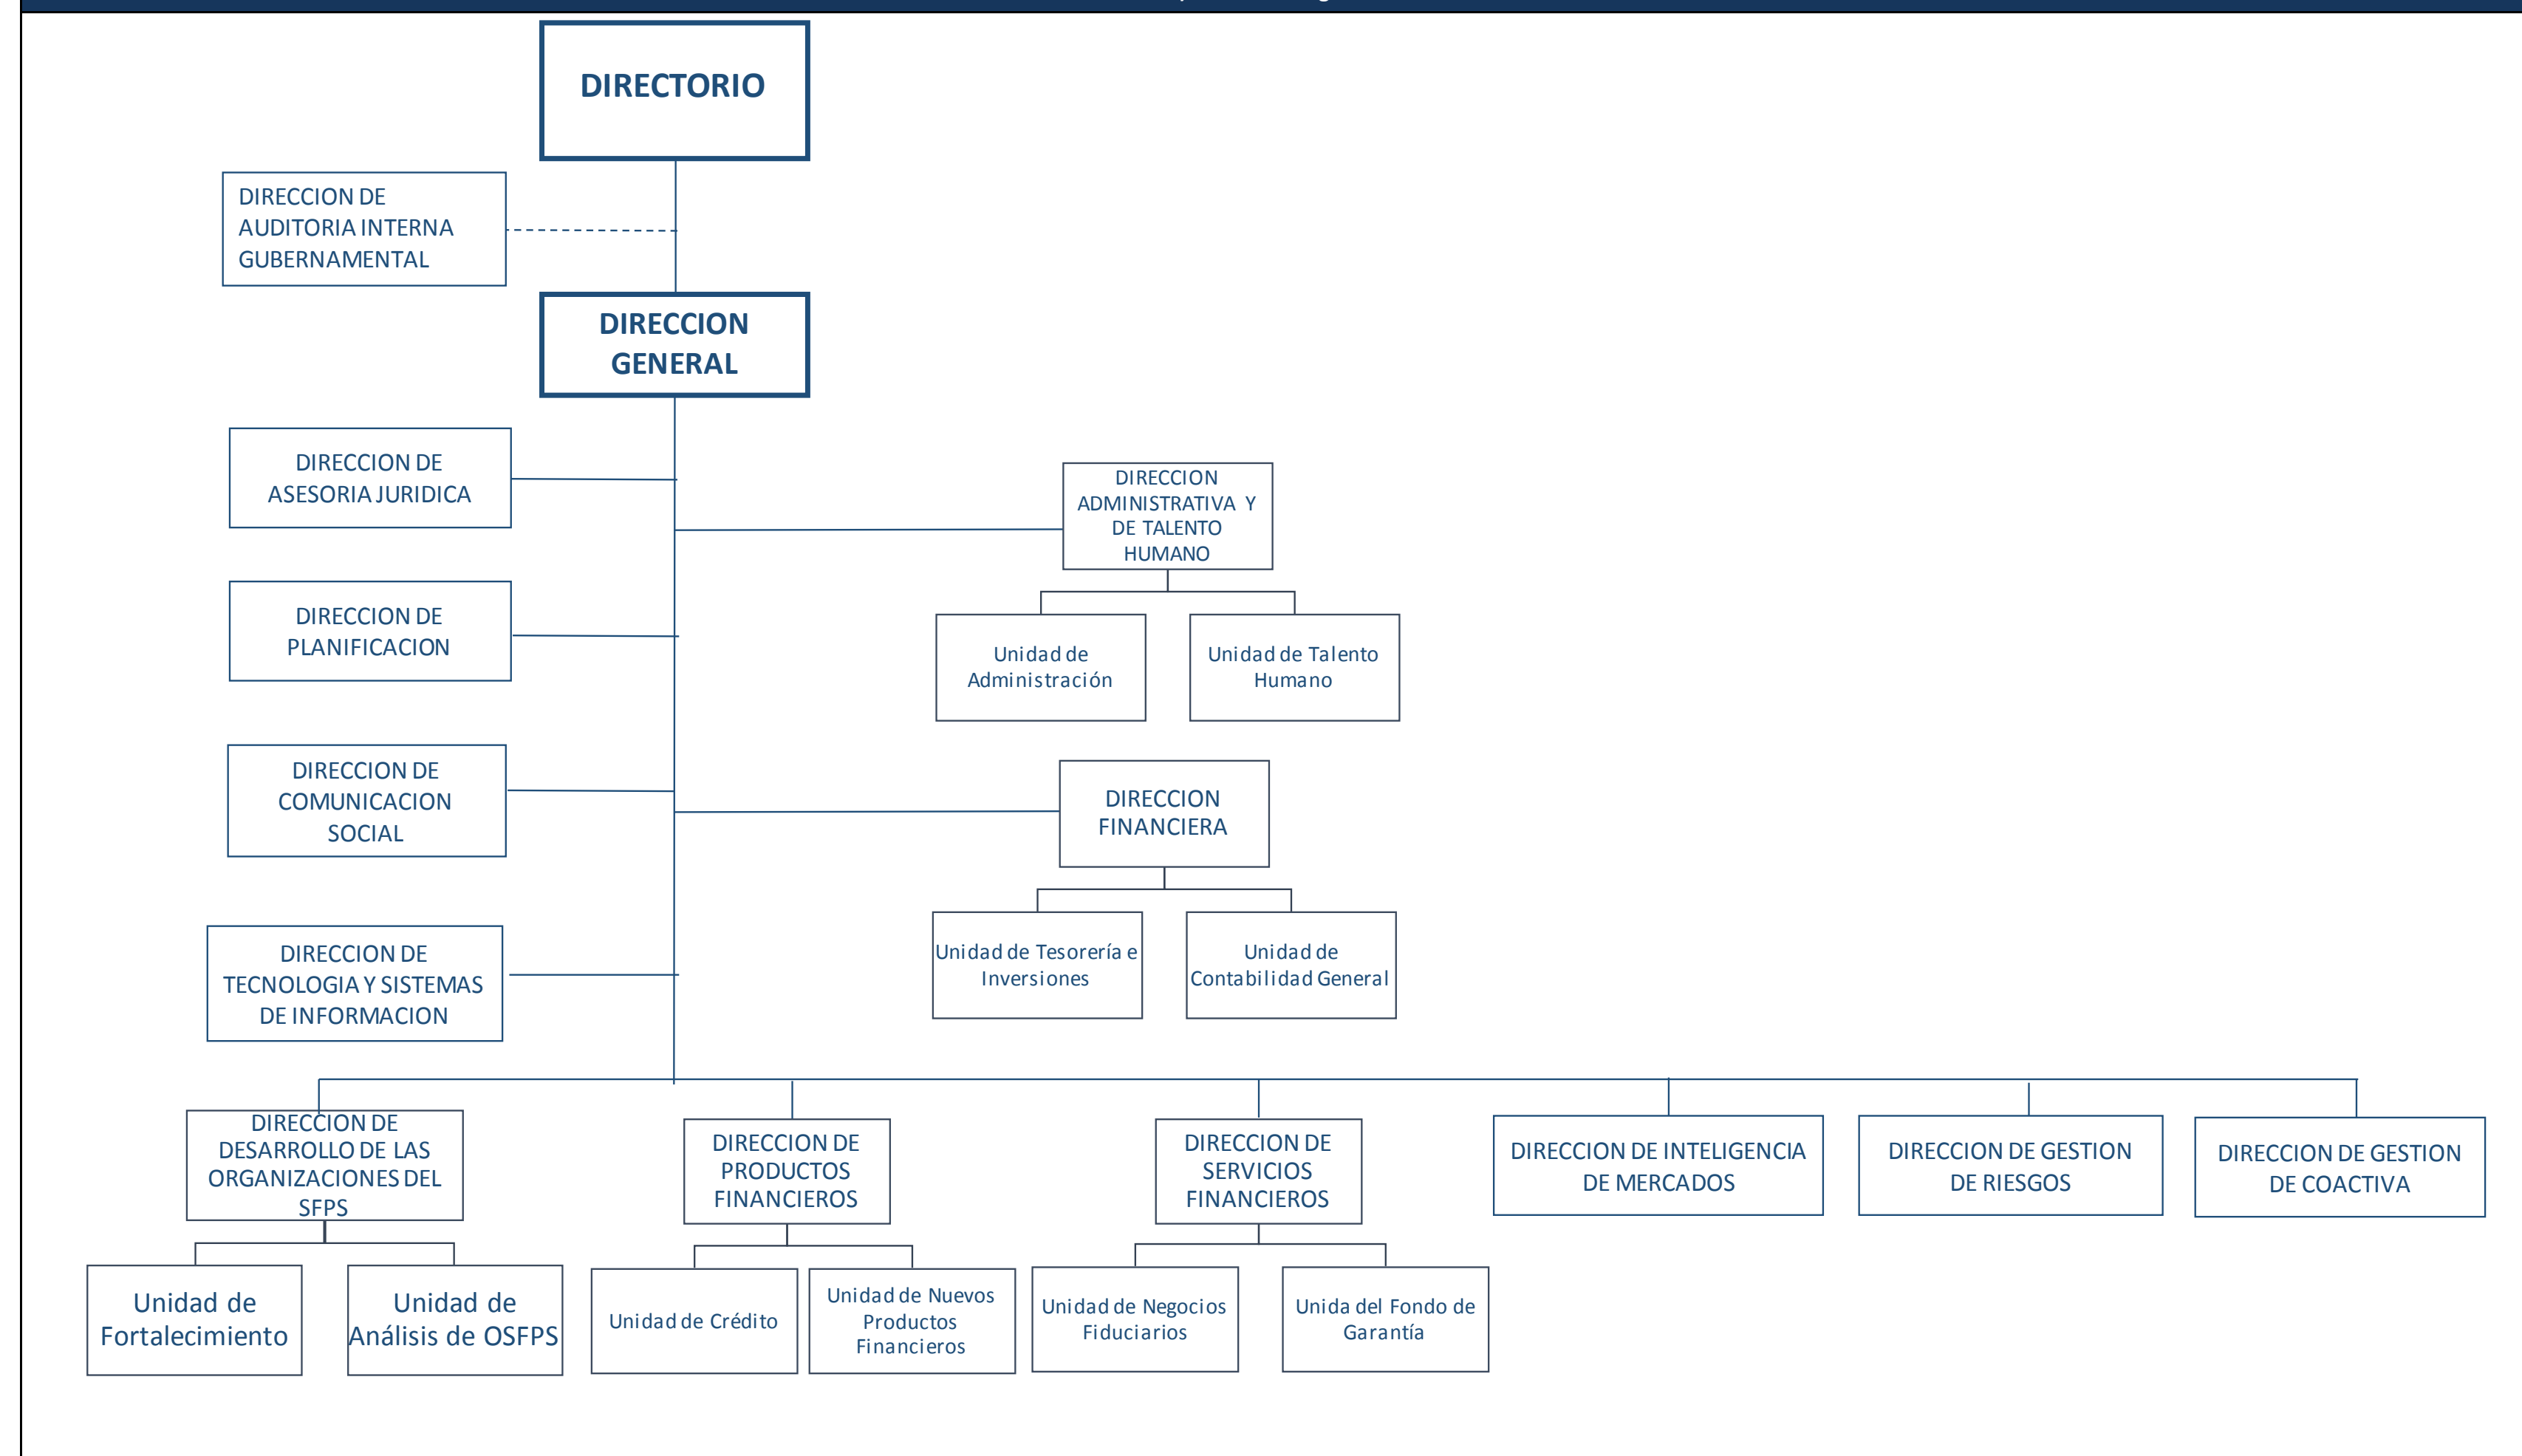 DIRECTORIO
DIRECCION DE
AUDITORIA INTERNA
GUBERNAMENTAL
DIRECCION
GENERAL
DIRECCION DE
ASESORIA JURIDICA
DIRECCION
ADMINISTRATIVA Y
DE TALENTO
HUMANO
DIRECCION DE
PLANIFICACION
Unidad de
Administración
Unidad de Talento
Humano
DIRECCION DE
COMUNICACION
SOCIAL
DIRECCION
FINANCIERA
DIRECCION DE
TECNOLOGIA Y SISTEMAS
DE INFORMACION
Unidad de Tesorería e
Inversiones
Unidad de
Contabilidad General
DIRECCION DE
DESARROLLO DE LAS
ORGANIZACIONES DEL
SFPS
DIRECCION DE
PRODUCTOS
FINANCIEROS
DIRECCION DE
SERVICIOS
FINANCIEROS
DIRECCION DE INTELIGENCIA
DE MERCADOS
DIRECCION DE GESTION
DE RIESGOS
DIRECCION DE GESTION
DE COACTIVA
Unidad de
Fortalecimiento
Unidad de
Análisis de OSFPS
Unidad de Crédito
Unidad de Nuevos
Productos
Financieros
Unidad de Negocios
Fiduciarios
Unida del Fondo de
Garantía